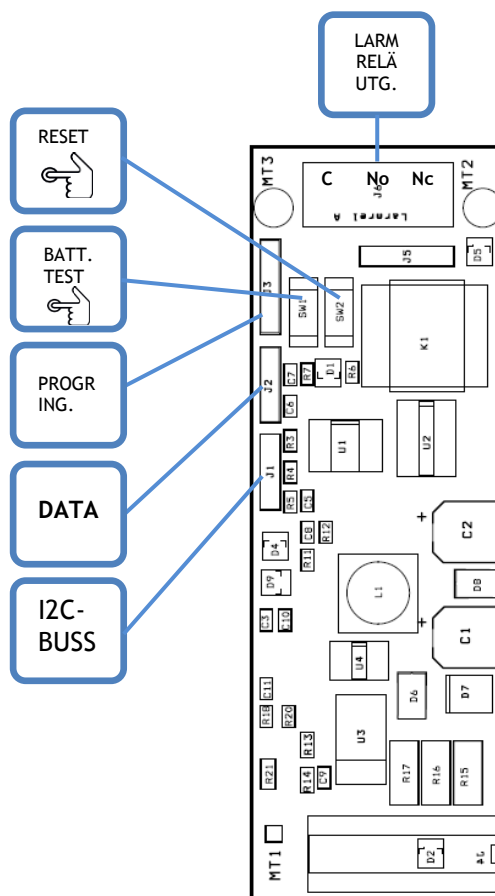 LARM
RELÄ
UTG.
RESET
BATT.
TEST
PROGR
ING.
DATA
I2C-
BUSS
MT3
MT2
C No Nc
J6
Larmrel A
J5
D5
J3
SW1
SW2
K1
J2
C7
R7
D1
R6
C6
J1
R3
R4
R5
C5
U1
U2
C8
R12
R11
D4
D9
+
C2
L1
D8
C3
C10
+
C1
U4
C11
R18
R20
D6
D7
R13
U3
R21
R14
C9
R17
R16
R15
MT1
D2